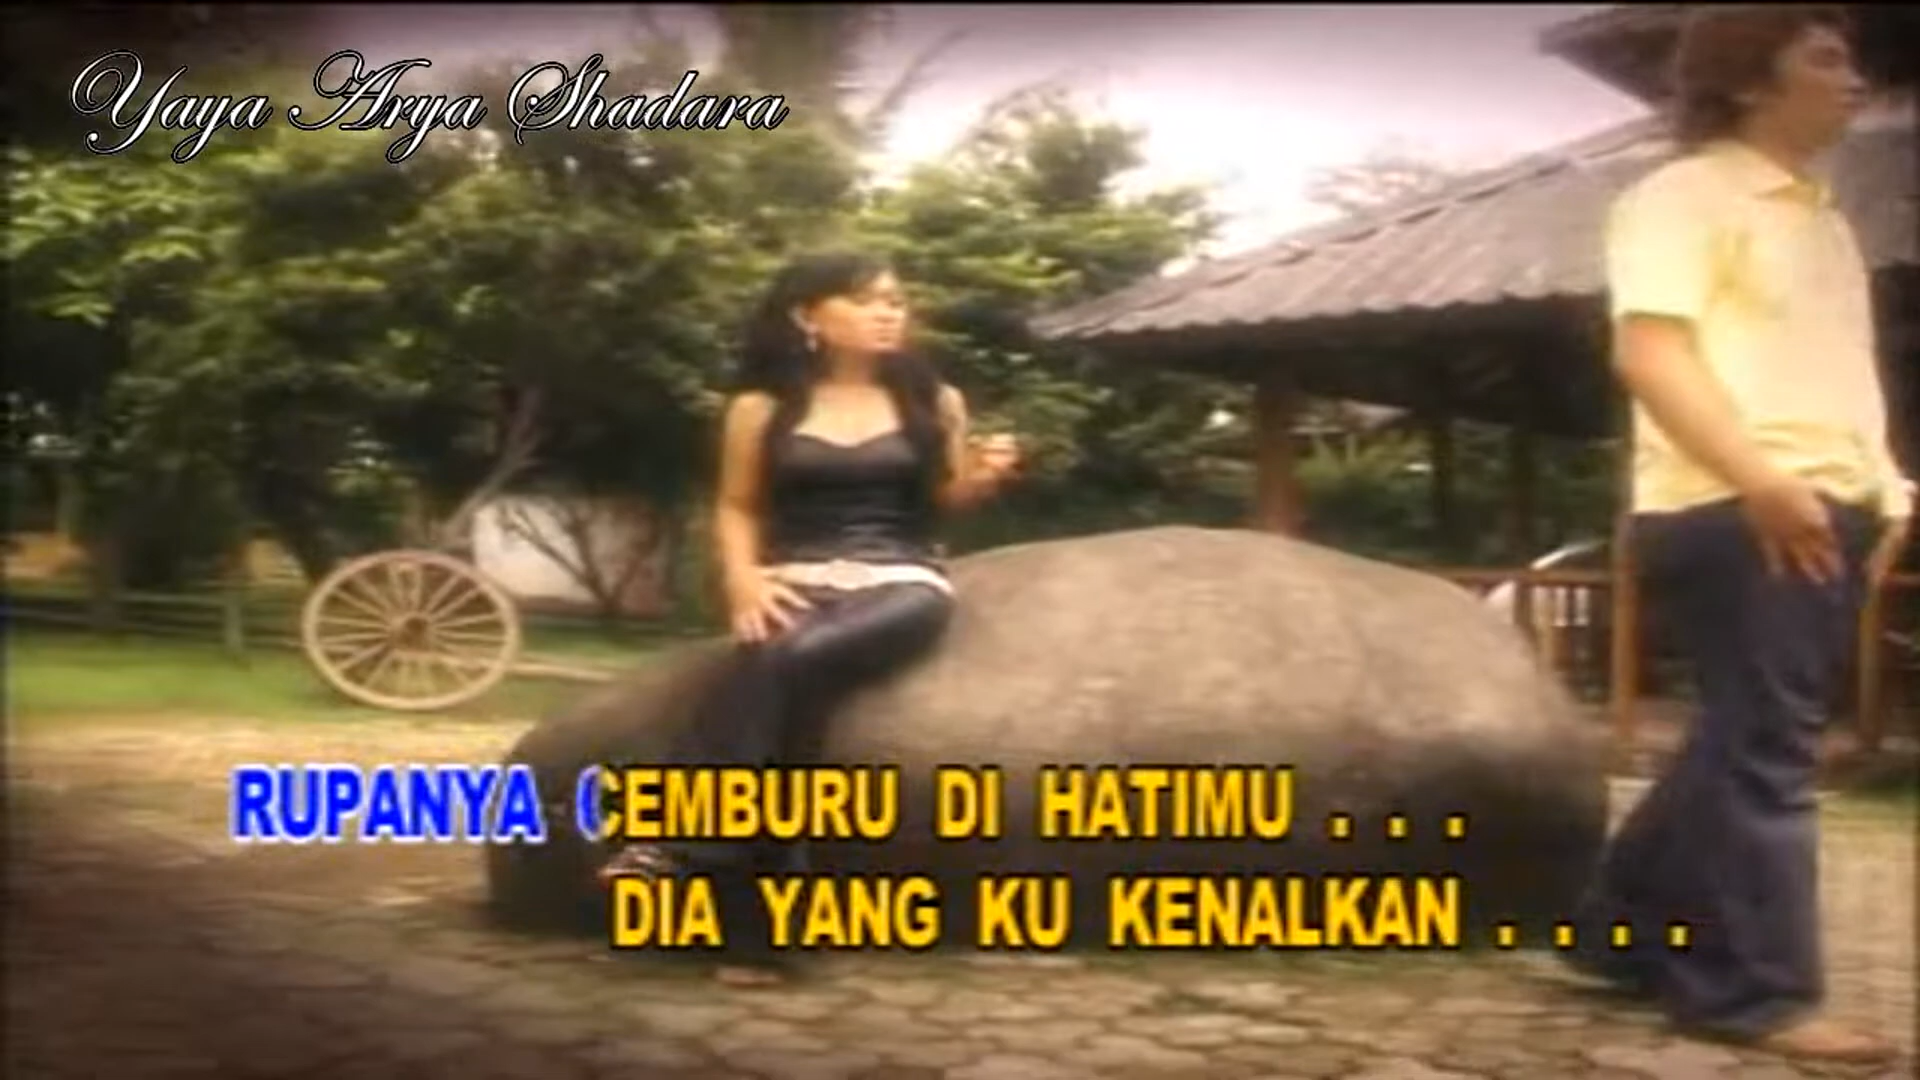 Yaya Arya Shadara
RUPANYA CEMBURU DI HATIMU . . .
DIA YANG KU KENALKAN . . . .